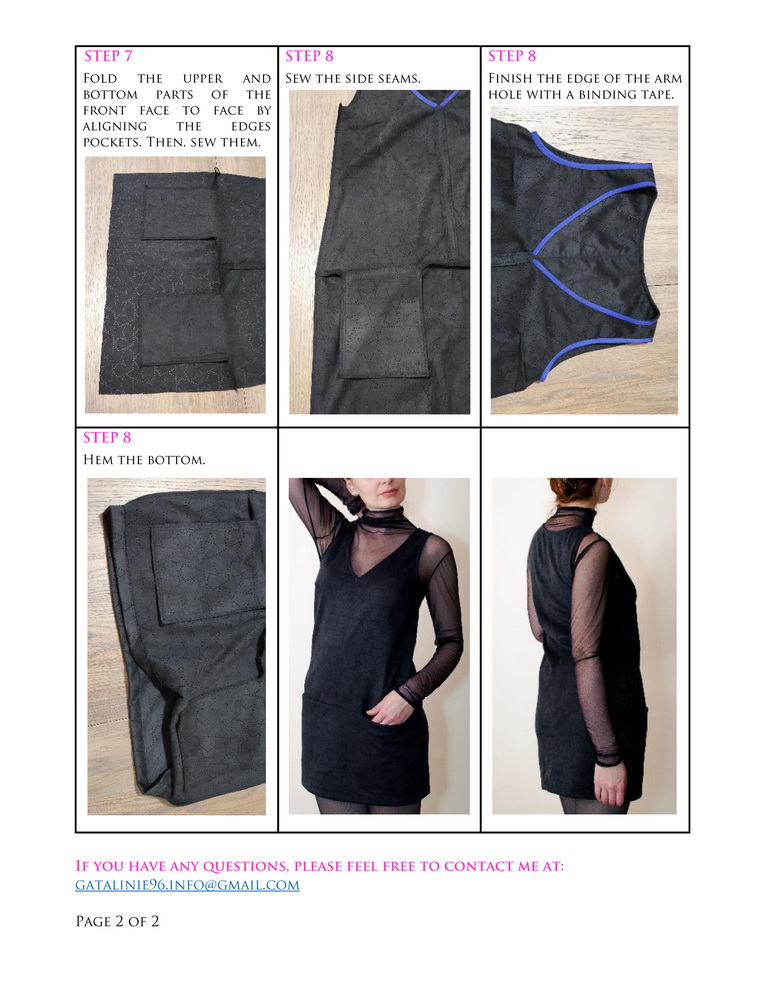 STEP 7
Fold the upper and
bottom parts of the
front face to face by
aligning the edges
pockets. Then, sew them.
STEP 8
Sew the side seams.
STEP 8
Finish the edge of the arm
hole with a binding tape.
STEP 8
Hem the bottom.
If you have any questions, please feel free to contact me at:
gatalinie96.info@gmail.com
Page 2 of 2